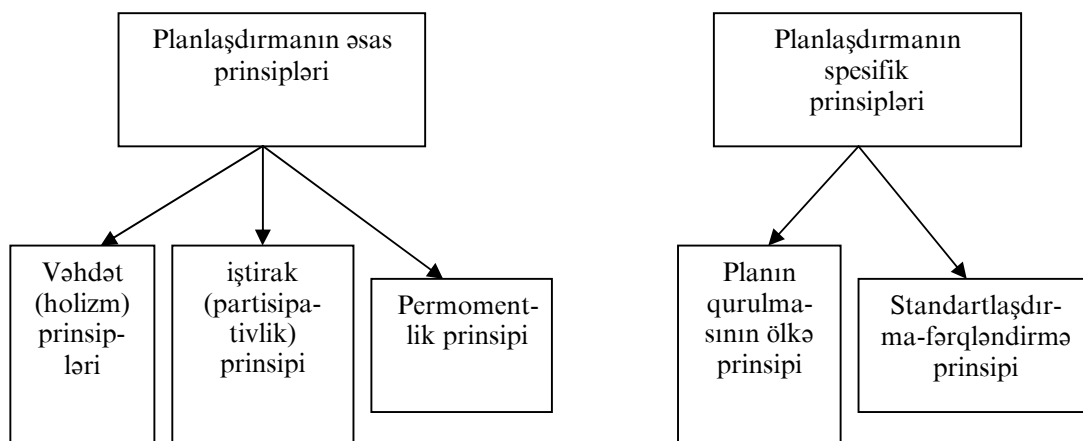 Planlaşdırmanın əsas
prinsipləri
Planlaşdırmanın
spesifik
prinsipləri
Vəhdət
(holizm)
prinsip-
ləri
iştirak
(partisipa-
tivlik)
prinsipi
Permoment-
lik prinsipi
Planın
qurulma-
sının ölkə
prinsipi
Standartlaşdır-
ma-fərqləndirmə
prinsipi